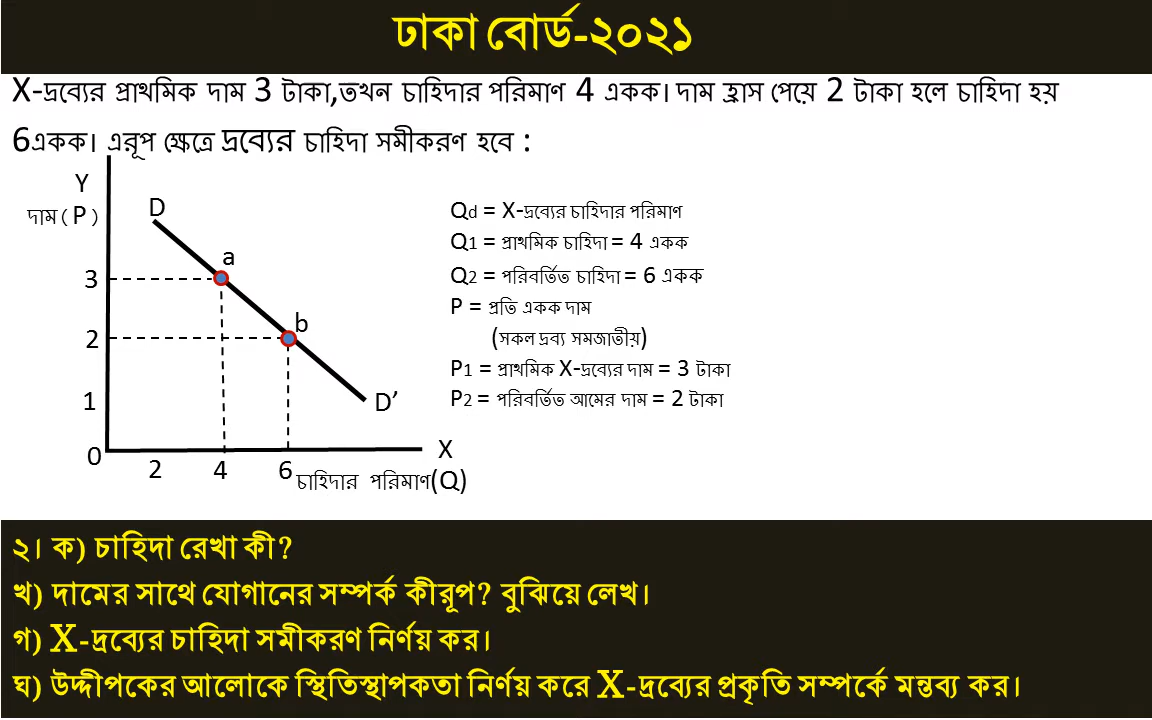 ঢাকা বোর্ড-২০২১
X-দ্রব্যের প্রাথমিক দাম 3 টাকা,তখন চাহিদার পরিমাণ 4 একক। দাম হ্রাস পেয়ে 2 টাকা হলে চাহিদা হয়
6একক। এরূপ ক্ষেত্রে দ্রব্যের চাহিদা সমীকরণ হবে :
Y
দাম ( P )
D
a
3
b
2
1
D’
0
2
4
6
X
চাহিদার পরিমাণ(Q)
Qd = X-দ্রব্যের চাহিদার পরিমাণ
Q1 = প্রাথমিক চাহিদা = 4 একক
Q2 = পরিবর্তিত চাহিদা = 6 একক
P = প্রতি একক দাম
(সকল দ্রব্য সমজাতীয়)
P1 = প্রাথমিক X-দ্রব্যের দাম = 3 টাকা
P2 = পরিবর্তিত আমের দাম = 2 টাকা
২। ক) চাহিদা রেখা কী?
খ) দামের সাথে যোগানের সম্পর্ক কীরূপ? বুঝিয়ে লেখ।
গ) X-দ্রব্যের চাহিদা সমীকরণ নির্ণয় কর।
ঘ) উদ্দীপকের আলোকে স্থিতিস্থাপকতা নির্ণয় করে X-দ্রব্যের প্রকৃতি সম্পর্কে মন্তব্য কর।